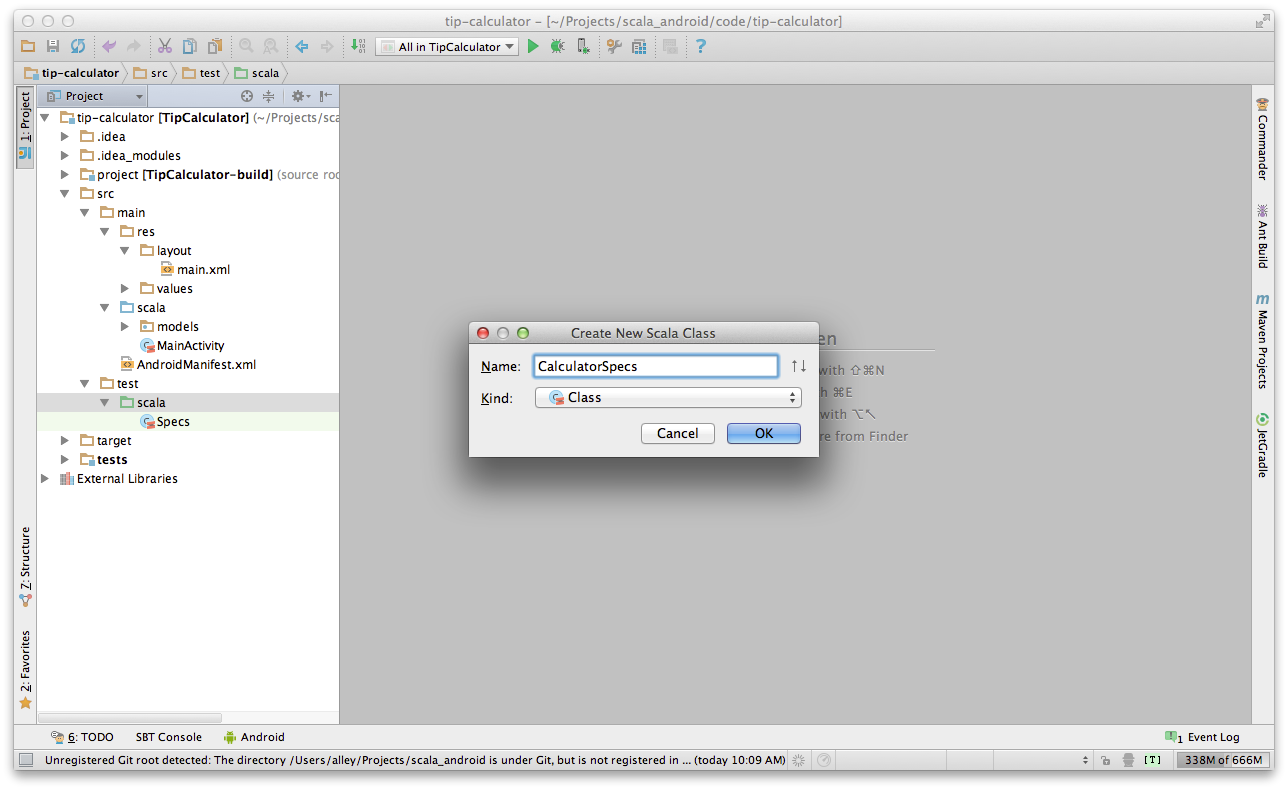 tip-calculator – [~/Projects/scala_android/code/tip-calculator]
All in TipCalculator
tip-calculator src test scala
1: Project
Project
tip-calculator [TipCalculator] (~/Projects/sca
.idea
.idea_modules
project [TipCalculator-build] (source roo
src
main
res
layout
main.xml
values
scala
models
MainActivity
AndroidManifest.xml
test
scala
Specs
target
tests
External Libraries
7: Structure
2: Favorites
Create New Scala Class
Name: CalculatorSpecs
Kind: Class
Cancel OK
en
with ⇧⌘N
h ⌘E
with ⌥↖
re from Finder
Commander
Ant Build
m Maven Projects
JetGradle
6: TODO SBT Console Android 1 Event Log
Unregistered Git root detected: The directory /Users/alley/Projects/scala_android is under Git, but is not registered in ... (today 10:09 AM) [T] 338M of 666M